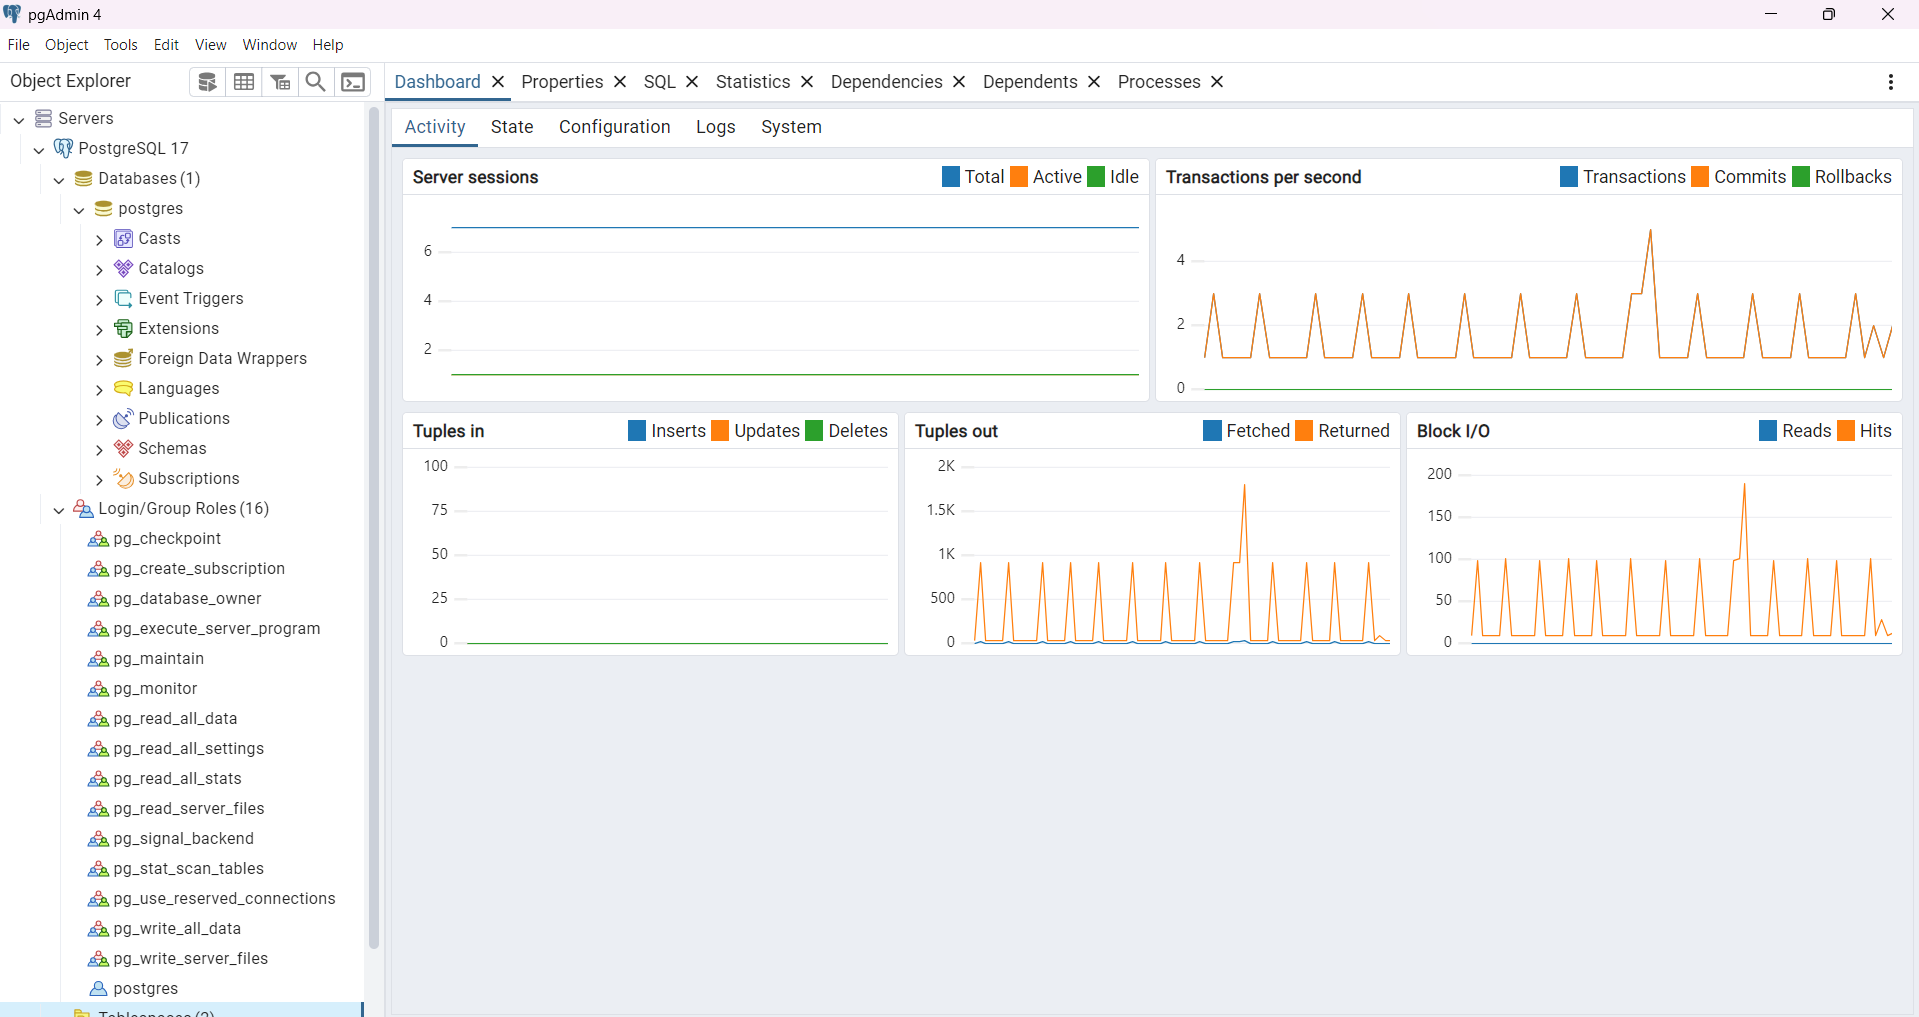 pgAdmin 4
File Object Tools Edit View Window Help
Object Explorer
Dashboard Properties SQL Statistics Dependencies Dependents Processes
Servers
PostgreSQL 17
Databases (1)
postgres
Casts
Catalogs
Event Triggers
Extensions
Foreign Data Wrappers
Languages
Publications
Schemas
Subscriptions
Login/Group Roles (16)
pg_checkpoint
pg_create_subscription
pg_database_owner
pg_execute_server_program
pg_maintain
pg_monitor
pg_read_all_data
pg_read_all_settings
pg_read_all_stats
pg_read_server_files
pg_signal_backend
pg_stat_scan_tables
pg_use_reserved_connections
pg_write_all_data
pg_write_server_files
postgres
Tablespaces (2)
Activity State Configuration Logs System
Server sessions Total Active Idle
6
4
2
Transactions per second Transactions Commits Rollbacks
4
2
0
Tuples in Inserts Updates Deletes
100
75
50
25
0
Tuples out Fetched Returned
2K
1.5K
1K
500
0
Block I/O Reads Hits
200
150
100
50
0